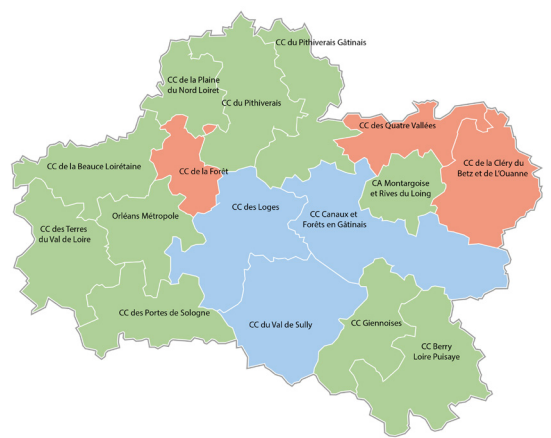 CC du Pithiverais Gâtinais
CC de la Plaine
du Nord Loiret
CC du Pithiverais
CC des Quatre Vallées
CC de la Beauce Loirétaine
CC de la Forêt
CC de la Cléry du
Betz et de L'Ouanne
CA Montargoise
et Rives du Loing
Orléans Métropole
CC des Loges
CC Canaux et
Forêts en Gâtinais
CC des Terres
du Val de Loire
CC des Portes de Sologne
CC du Val de Sully
CC Giennoises
CC Berry
Loire Puisaye